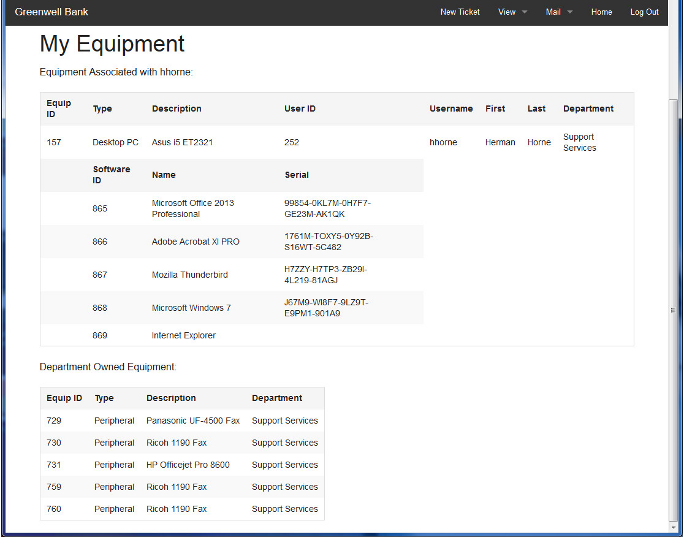 Greenwell Bank New Ticket View Mail Home Log Out
My Equipment
Equipment Associated with hhorne:
Equip ID Type Description User ID Username First Last Department
157 Desktop PC Asus i5 ET2321 252 hhorne Herman Horne Support Services
Software ID Name Serial
865 Microsoft Office 2013 Professional 99854-0KL7M-0H7F7-GE23M-AK1QK
866 Adobe Acrobat XI PRO 1761M-TOXY5-0Y92B-S16WT-5C482
867 Mozilla Thunderbird H7ZZY-H7TP3-ZB29I-4L219-81AGJ
868 Microsoft Windows 7 J67M9-WI8F7-9LZ9T-E9PM1-901A9
869 Internet Explorer
Department Owned Equipment:
Equip ID Type Description Department
729 Peripheral Panasonic UF-4500 Fax Support Services
730 Peripheral Ricoh 1190 Fax Support Services
731 Peripheral HP Officejet Pro 8600 Support Services
759 Peripheral Ricoh 1190 Fax Support Services
760 Peripheral Ricoh 1190 Fax Support Services